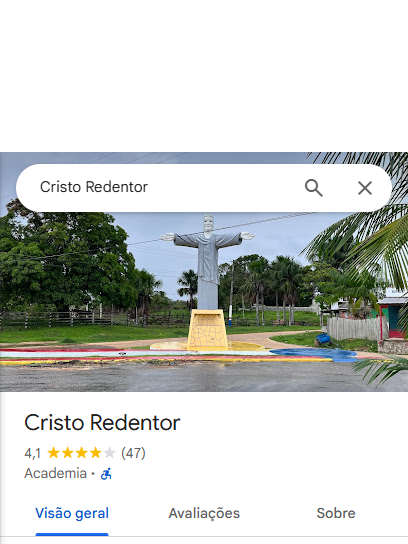 Cristo Redentor
Cristo Redentor
4,1 (47)
Academia ·
Visão geral Avaliações Sobre